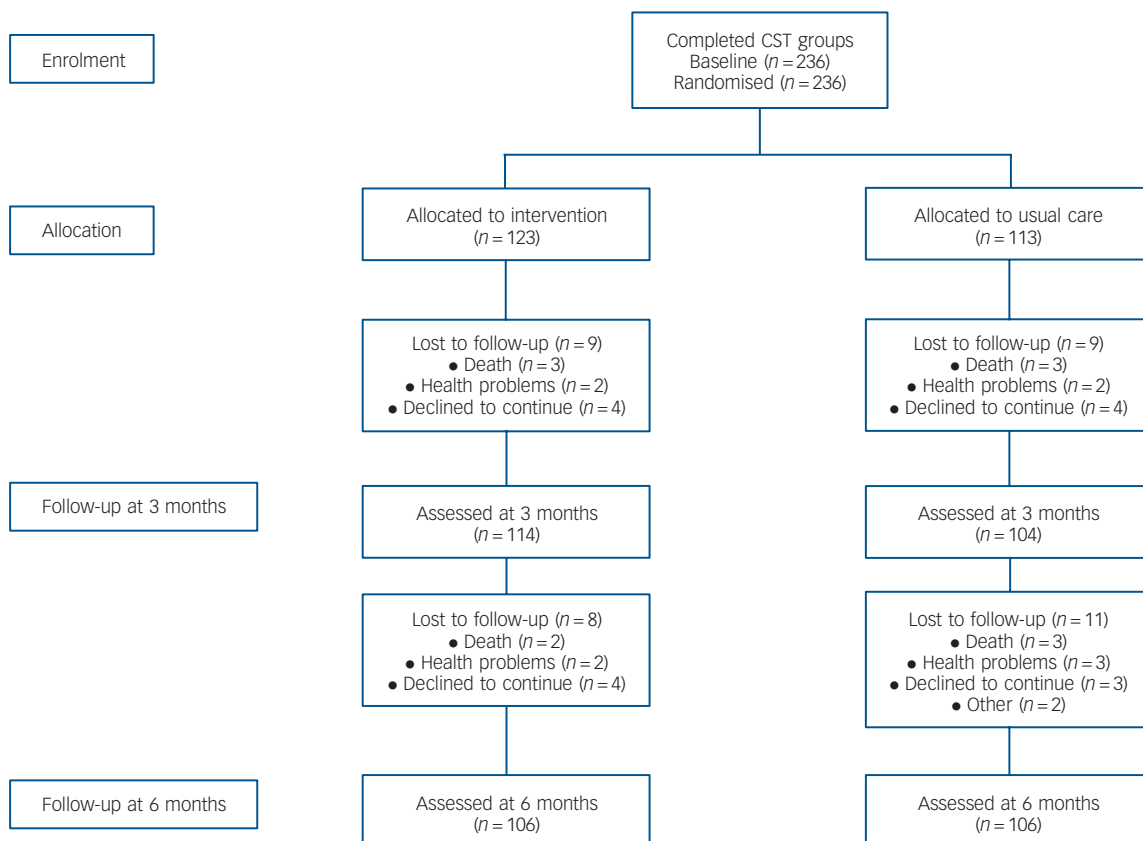 Enrolment
Completed CST groups
Baseline (n = 236)
Randomised (n = 236)
Allocation
Allocated to intervention
(n = 123)
Allocated to usual care
(n = 113)
Lost to follow-up (n = 9)
● Death (n = 3)
● Health problems (n = 2)
● Declined to continue (n = 4)
Lost to follow-up (n = 9)
● Death (n = 3)
● Health problems (n = 2)
● Declined to continue (n = 4)
Follow-up at 3 months
Assessed at 3 months
(n = 114)
Assessed at 3 months
(n = 104)
Lost to follow-up (n = 8)
● Death (n = 2)
● Health problems (n = 2)
● Declined to continue (n = 4)
Lost to follow-up (n = 11)
● Death (n = 3)
● Health problems (n = 3)
● Declined to continue (n = 3)
● Other (n = 2)
Follow-up at 6 months
Assessed at 6 months
(n = 106)
Assessed at 6 months
(n = 106)